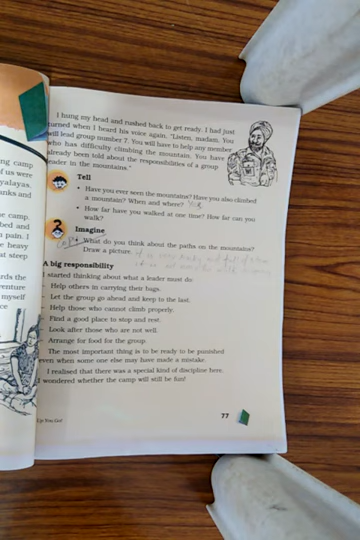 ng camp
of us were
yalayas.
nks and
e camp.
bed and
pain. I
e heavy
st steep
rds the
venture
myself
ce
I hung my head and rushed back to get ready. I had just
turned when I heard his voice again. "Listen, madam. You
will lead group number 7. You will have to help any member
who has difficulty climbing the mountain. You have
already been told about the responsibilities of a group
leader in the mountains."
Tell
• Have you ever seen the mountains? Have you also climbed
a mountain? When and where? Yes
• How far have you walked at one time? How far can you
walk?
Imagine
What do you think about the paths on the mountains?
Draw a picture.
A big responsibility
I started thinking about what a leader must do:
– Help others in carrying their bags.
– Let the group go ahead and keep to the last.
– Help those who cannot climb properly.
– Find a good place to stop and rest.
– Look after those who are not well.
– Arrange for food for the group.
The most important thing is to be ready to be punished
even when some one else may have made a mistake.
I realised that there was a special kind of discipline here.
I wondered whether the camp will still be fun!
Up You Go!
77